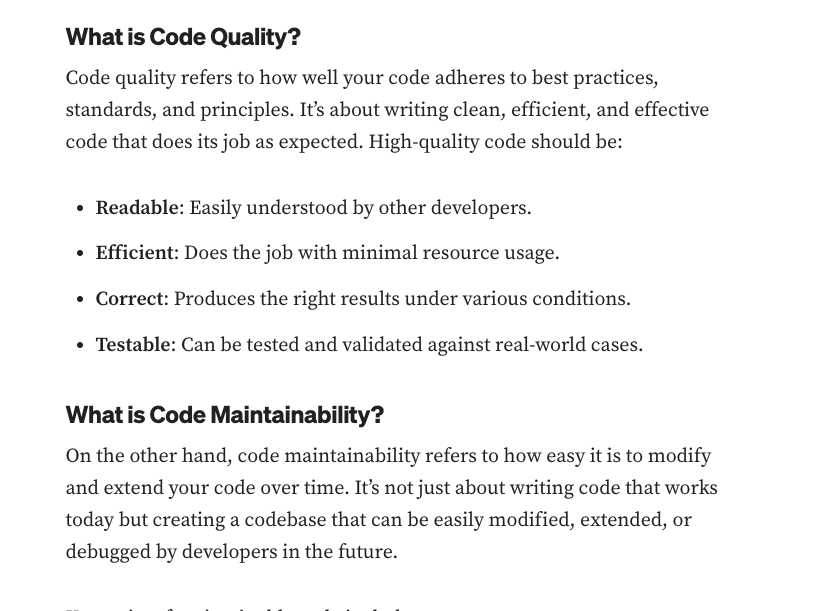 What is Code Quality?
Code quality refers to how well your code adheres to best practices,
standards, and principles. It’s about writing clean, efficient, and effective
code that does its job as expected. High-quality code should be:
• Readable: Easily understood by other developers.
• Efficient: Does the job with minimal resource usage.
• Correct: Produces the right results under various conditions.
• Testable: Can be tested and validated against real-world cases.
What is Code Maintainability?
On the other hand, code maintainability refers to how easy it is to modify
and extend your code over time. It’s not just about writing code that works
today but creating a codebase that can be easily modified, extended, or
debugged by developers in the future.